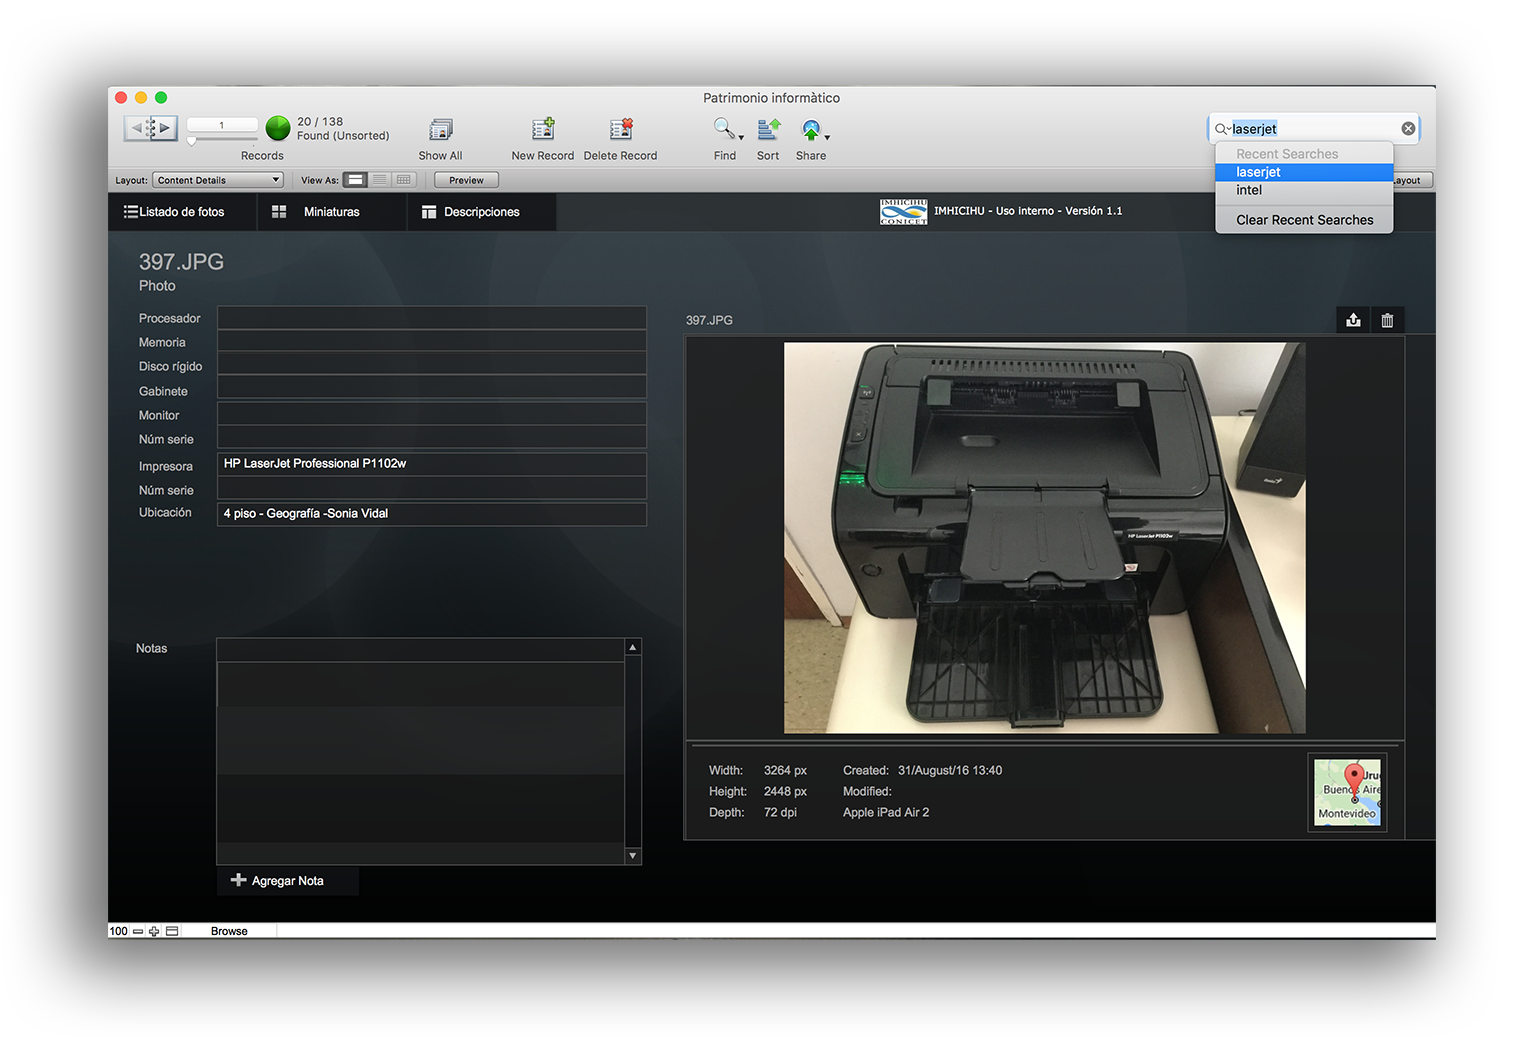 Patrimonio informàtico
1
20 / 138
Found (Unsorted)
Records
Show All
New Record
Delete Record
Find
Sort
Share
laserjet
Recent Searches
laserjet
intel
Clear Recent Searches
Layout:
Content Details
View As:
Preview
ayout
Listado de fotos
Miniaturas
Descripciones
IMHICIHU
CONICET
IMHICIHU - Uso interno - Versión 1.1
397.JPG
Photo
Procesador
Memoria
Disco rígido
Gabinete
Monitor
Núm serie
Impresora HP LaserJet Professional P1102w
Núm serie
Ubicación 4 piso - Geografía -Sonia Vidal
Notas
Agregar Nota
397.JPG
HP LaserJet P1102w
Width: 3264 px
Height: 2448 px
Depth: 72 dpi
Created: 31/August/16 13:40
Modified:
Apple iPad Air 2
Uru
Buenos Aire
Montevideo
100
Browse